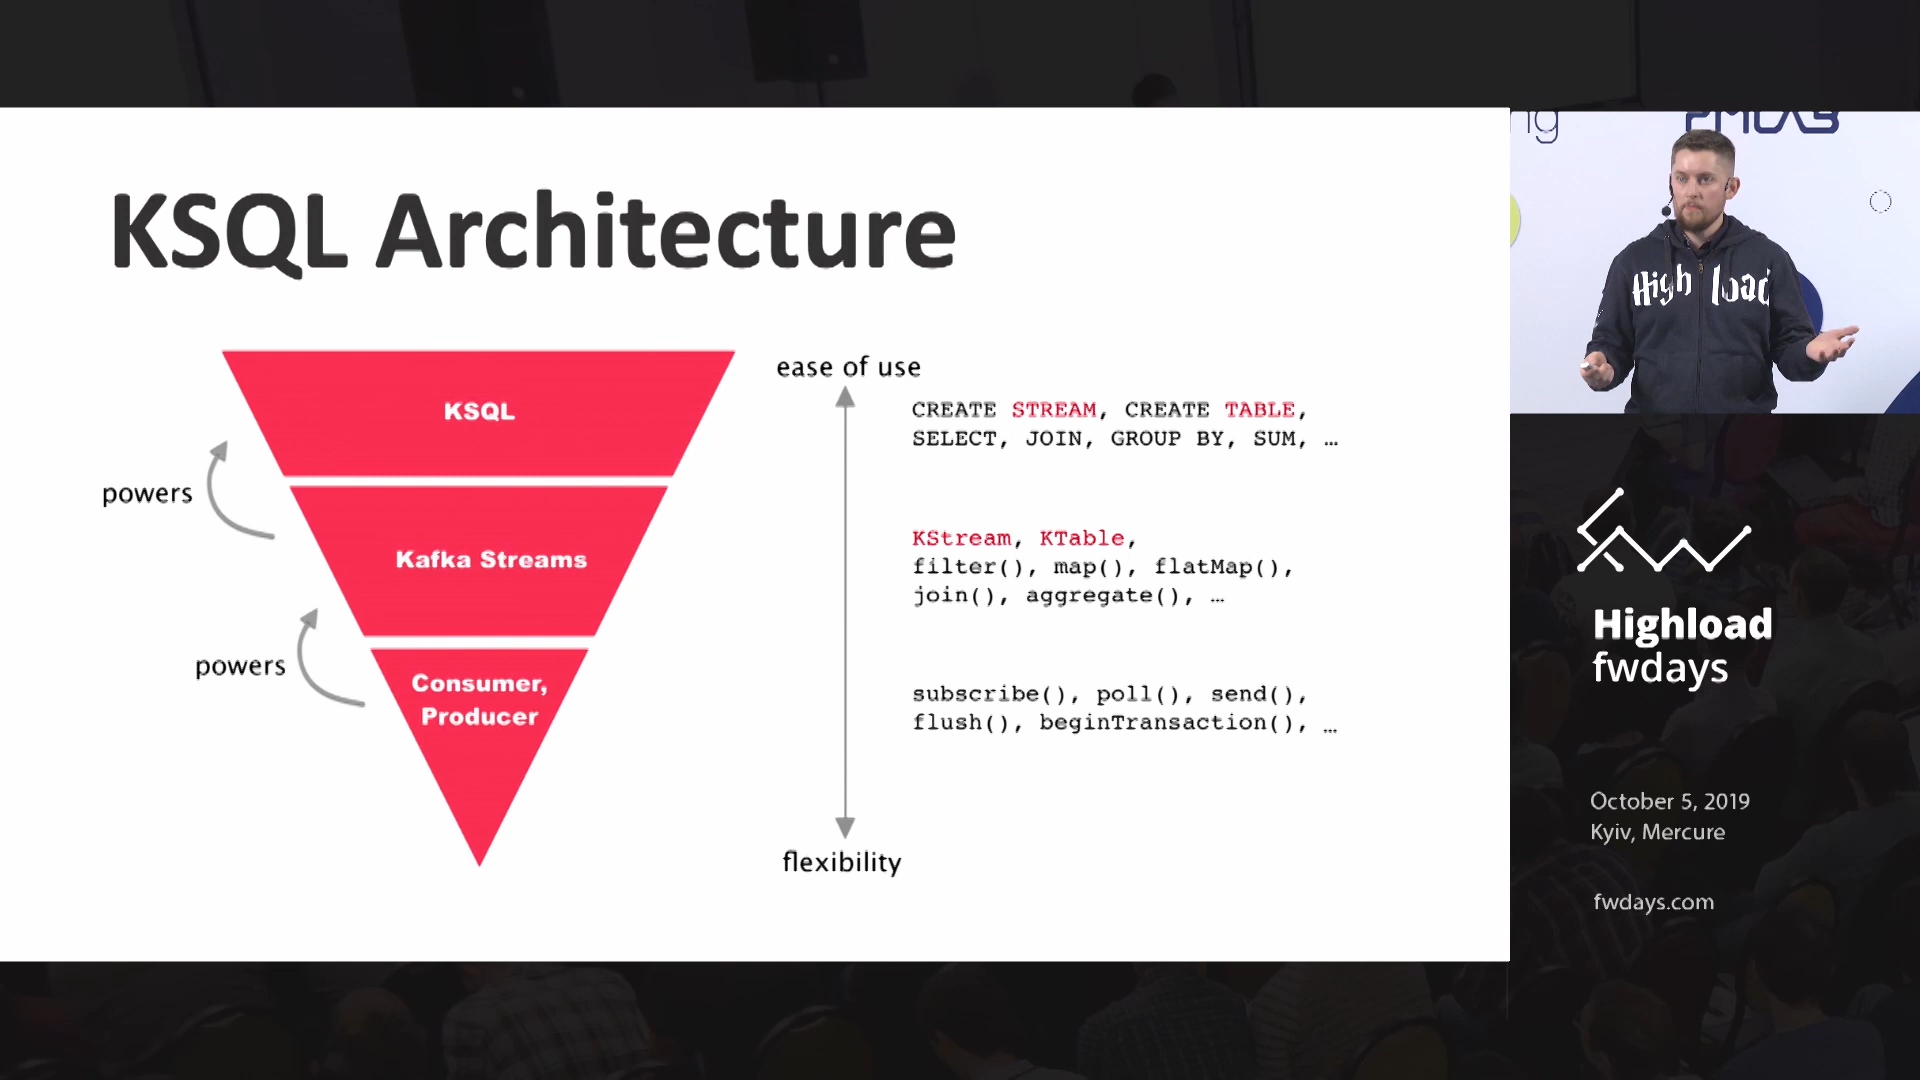 KSQL Architecture
KSQL
Kafka Streams
Consumer,
Producer
powers
powers
ease of use
flexibility
CREATE STREAM, CREATE TABLE,
SELECT, JOIN, GROUP BY, SUM, …
KStream, KTable,
filter(), map(), flatMap(),
join(), aggregate(), …
subscribe(), poll(), send(),
flush(), beginTransaction(), …
ig
High load
Highload
fwdays
October 5, 2019
Kyiv, Mercure
fwdays.com